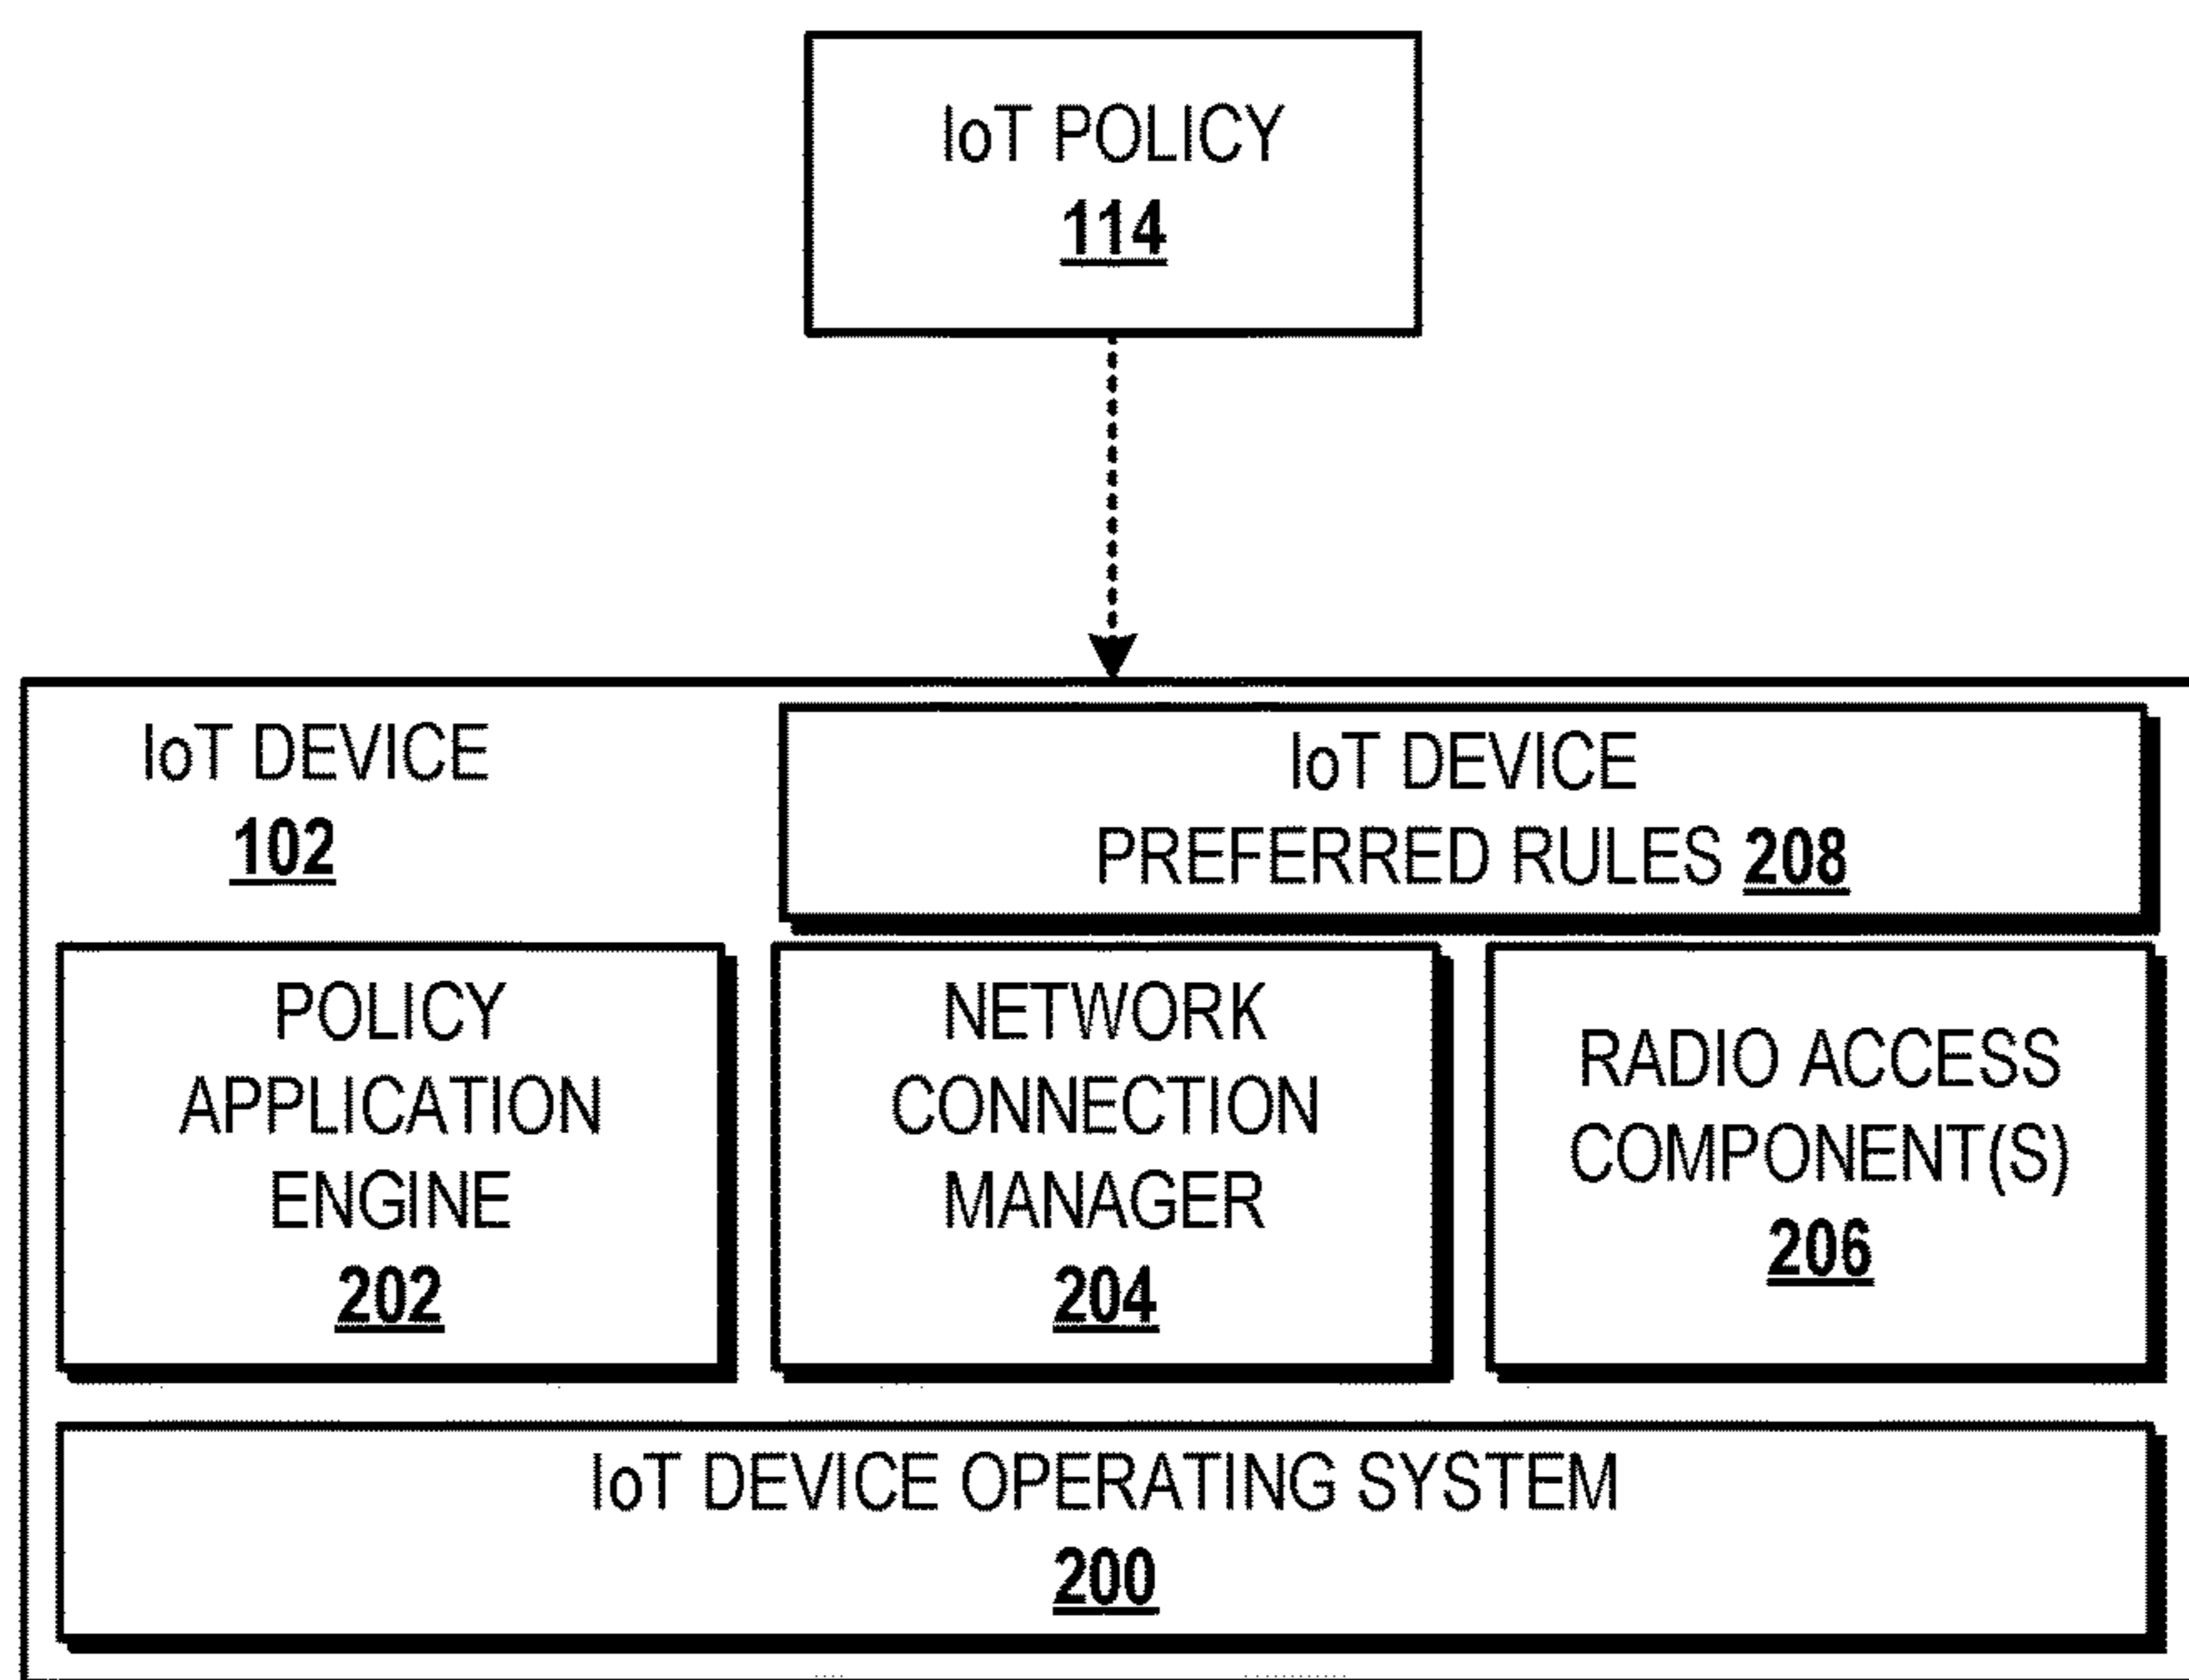 IoT POLICY
114
IoT DEVICE
102
IoT DEVICE
PREFERRED RULES 208
POLICY
APPLICATION
ENGINE
202
NETWORK
CONNECTION
MANAGER
204
RADIO ACCESS
COMPONENT(S)
206
IoT DEVICE OPERATING SYSTEM
200